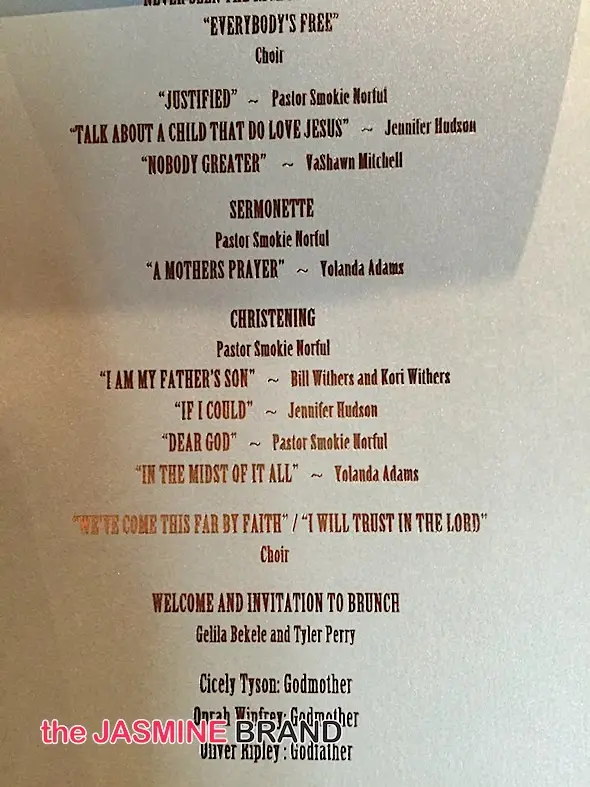 "EVERYBODY'S FREE"
Choir
"JUSTIFIED" ~ Pastor Smokie Norful
"TALK ABOUT A CHILD THAT DO LOVE JESUS" ~ Jennifer Hudson
"NOBODY GREATER" ~ VaShawn Mitchell
SERMONETTE
Pastor Smokie Norful
"A MOTHERS PRAYER" ~ Yolanda Adams
CHRISTENING
Pastor Smokie Norful
"I AM MY FATHER'S SON" ~ Bill Withers and Kori Withers
"IF I COULD" ~ Jennifer Hudson
"DEAR GOD" ~ Pastor Smokie Norful
"IN THE MIDST OF IT ALL" ~ Yolanda Adams
"WE'VE COME THIS FAR BY FAITH" / "I WILL TRUST IN THE LORD"
Choir
WELCOME AND INVITATION TO BRUNCH
Gelila Bekele and Tyler Perry
Cicely Tyson: Godmother
Oprah Winfrey: Godmother
the JASMINE BRAND
Oliver Ripley : Godfather